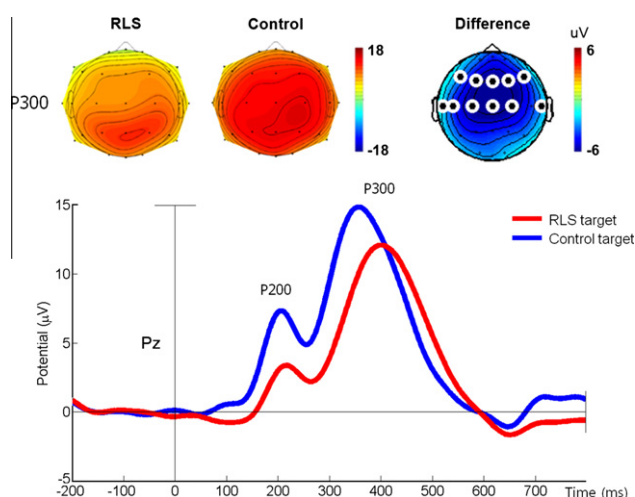 RLS Control Difference
uV
18 6
P300
-18 -6
15
P300
RLS target
Control target
10
P200
Potential (µV)
Pz
5
0
-5
-200 -100 0 100 200 300 400 500 600 700 Time (ms)